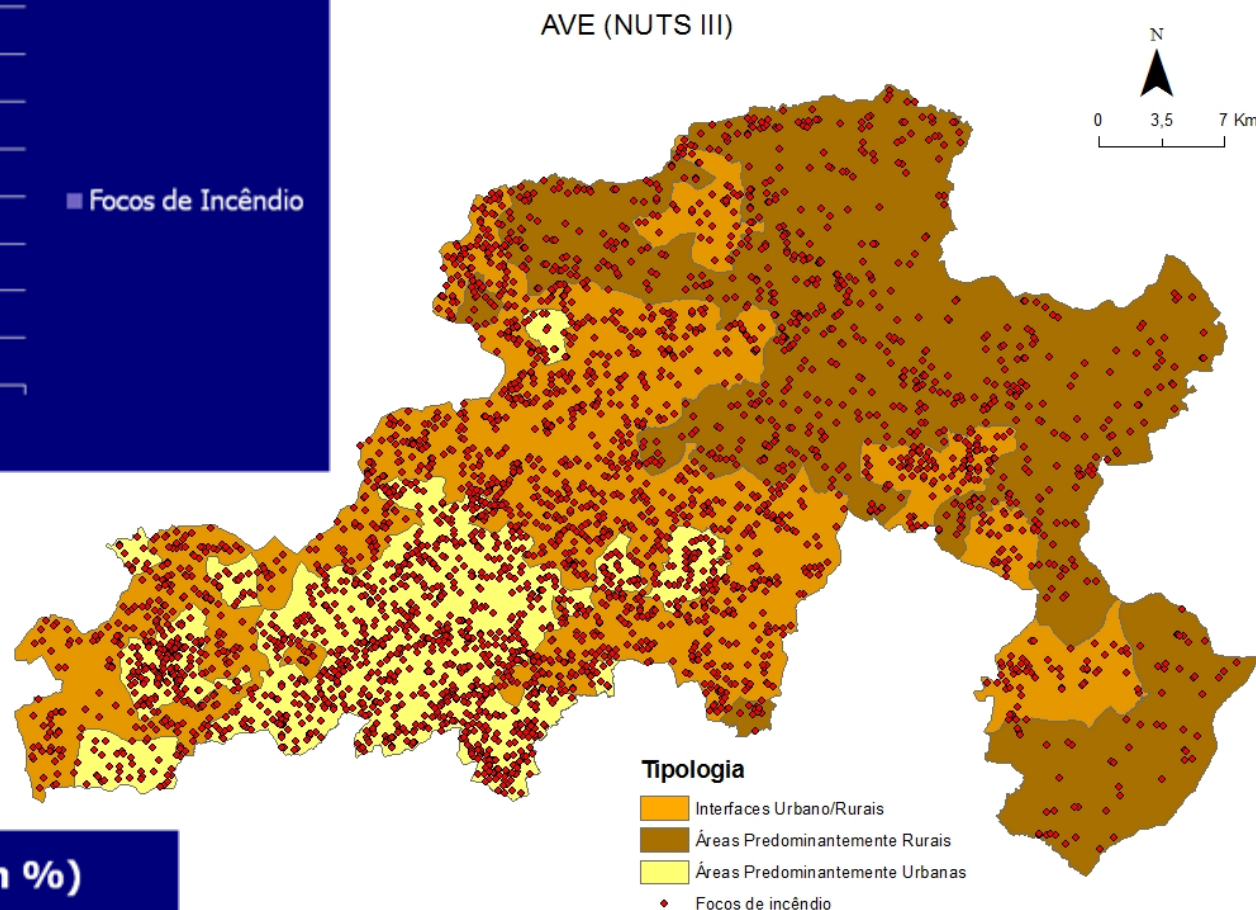 AVE (NUTS III)
N
0 3,5 7 Km
Focos de Incêndio
Tipologia
Interfaces Urbano/Rurais
Áreas Predominantemente Rurais
Áreas Predominantemente Urbanas
Focos de incêndio
%)